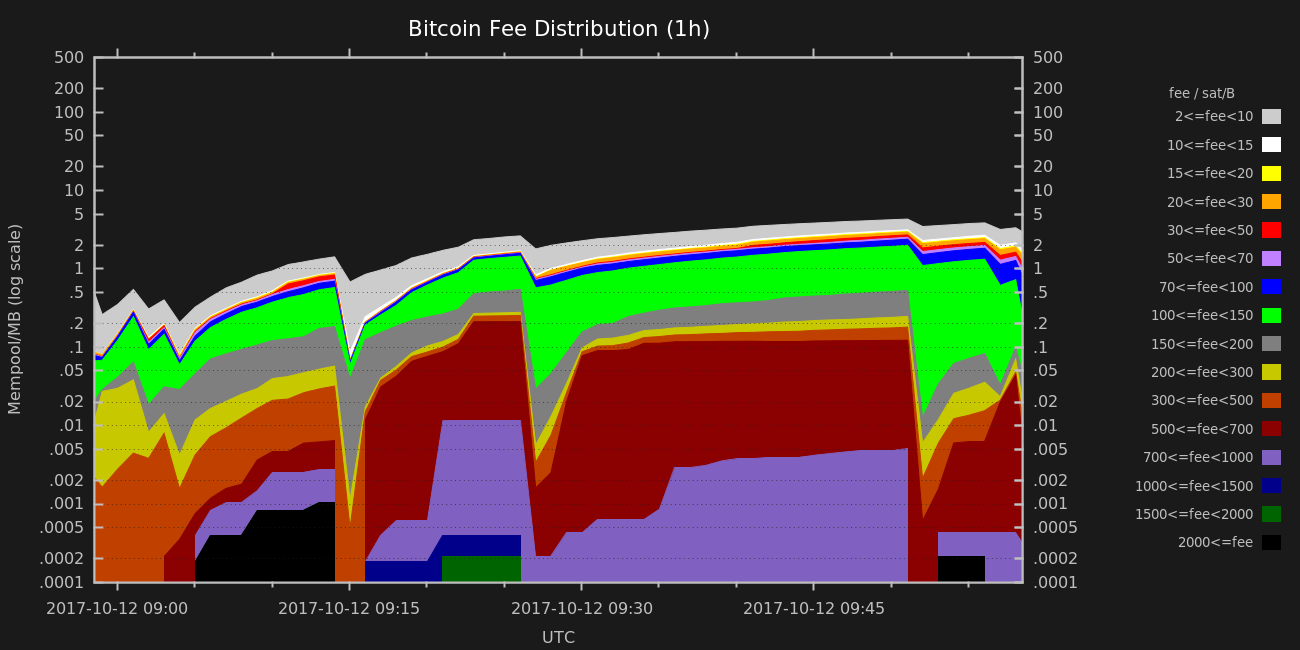 Bitcoin Fee Distribution (1h)
500 500
200 200
100 100
50 50
20 20
10 10
5 5
2 2
1 1
.5 .5
.2 .2
.1 .1
.05 .05
.02 .02
.01 .01
.005 .005
.002 .002
.001 .001
.0005 .0005
.0002 .0002
.0001 .0001
Mempool/MB (log scale)
2017-10-12 09:00 2017-10-12 09:15 2017-10-12 09:30 2017-10-12 09:45
UTC
fee / sat/B
2<=fee<10
10<=fee<15
15<=fee<20
20<=fee<30
30<=fee<50
50<=fee<70
70<=fee<100
100<=fee<150
150<=fee<200
200<=fee<300
300<=fee<500
500<=fee<700
700<=fee<1000
1000<=fee<1500
1500<=fee<2000
2000<=fee